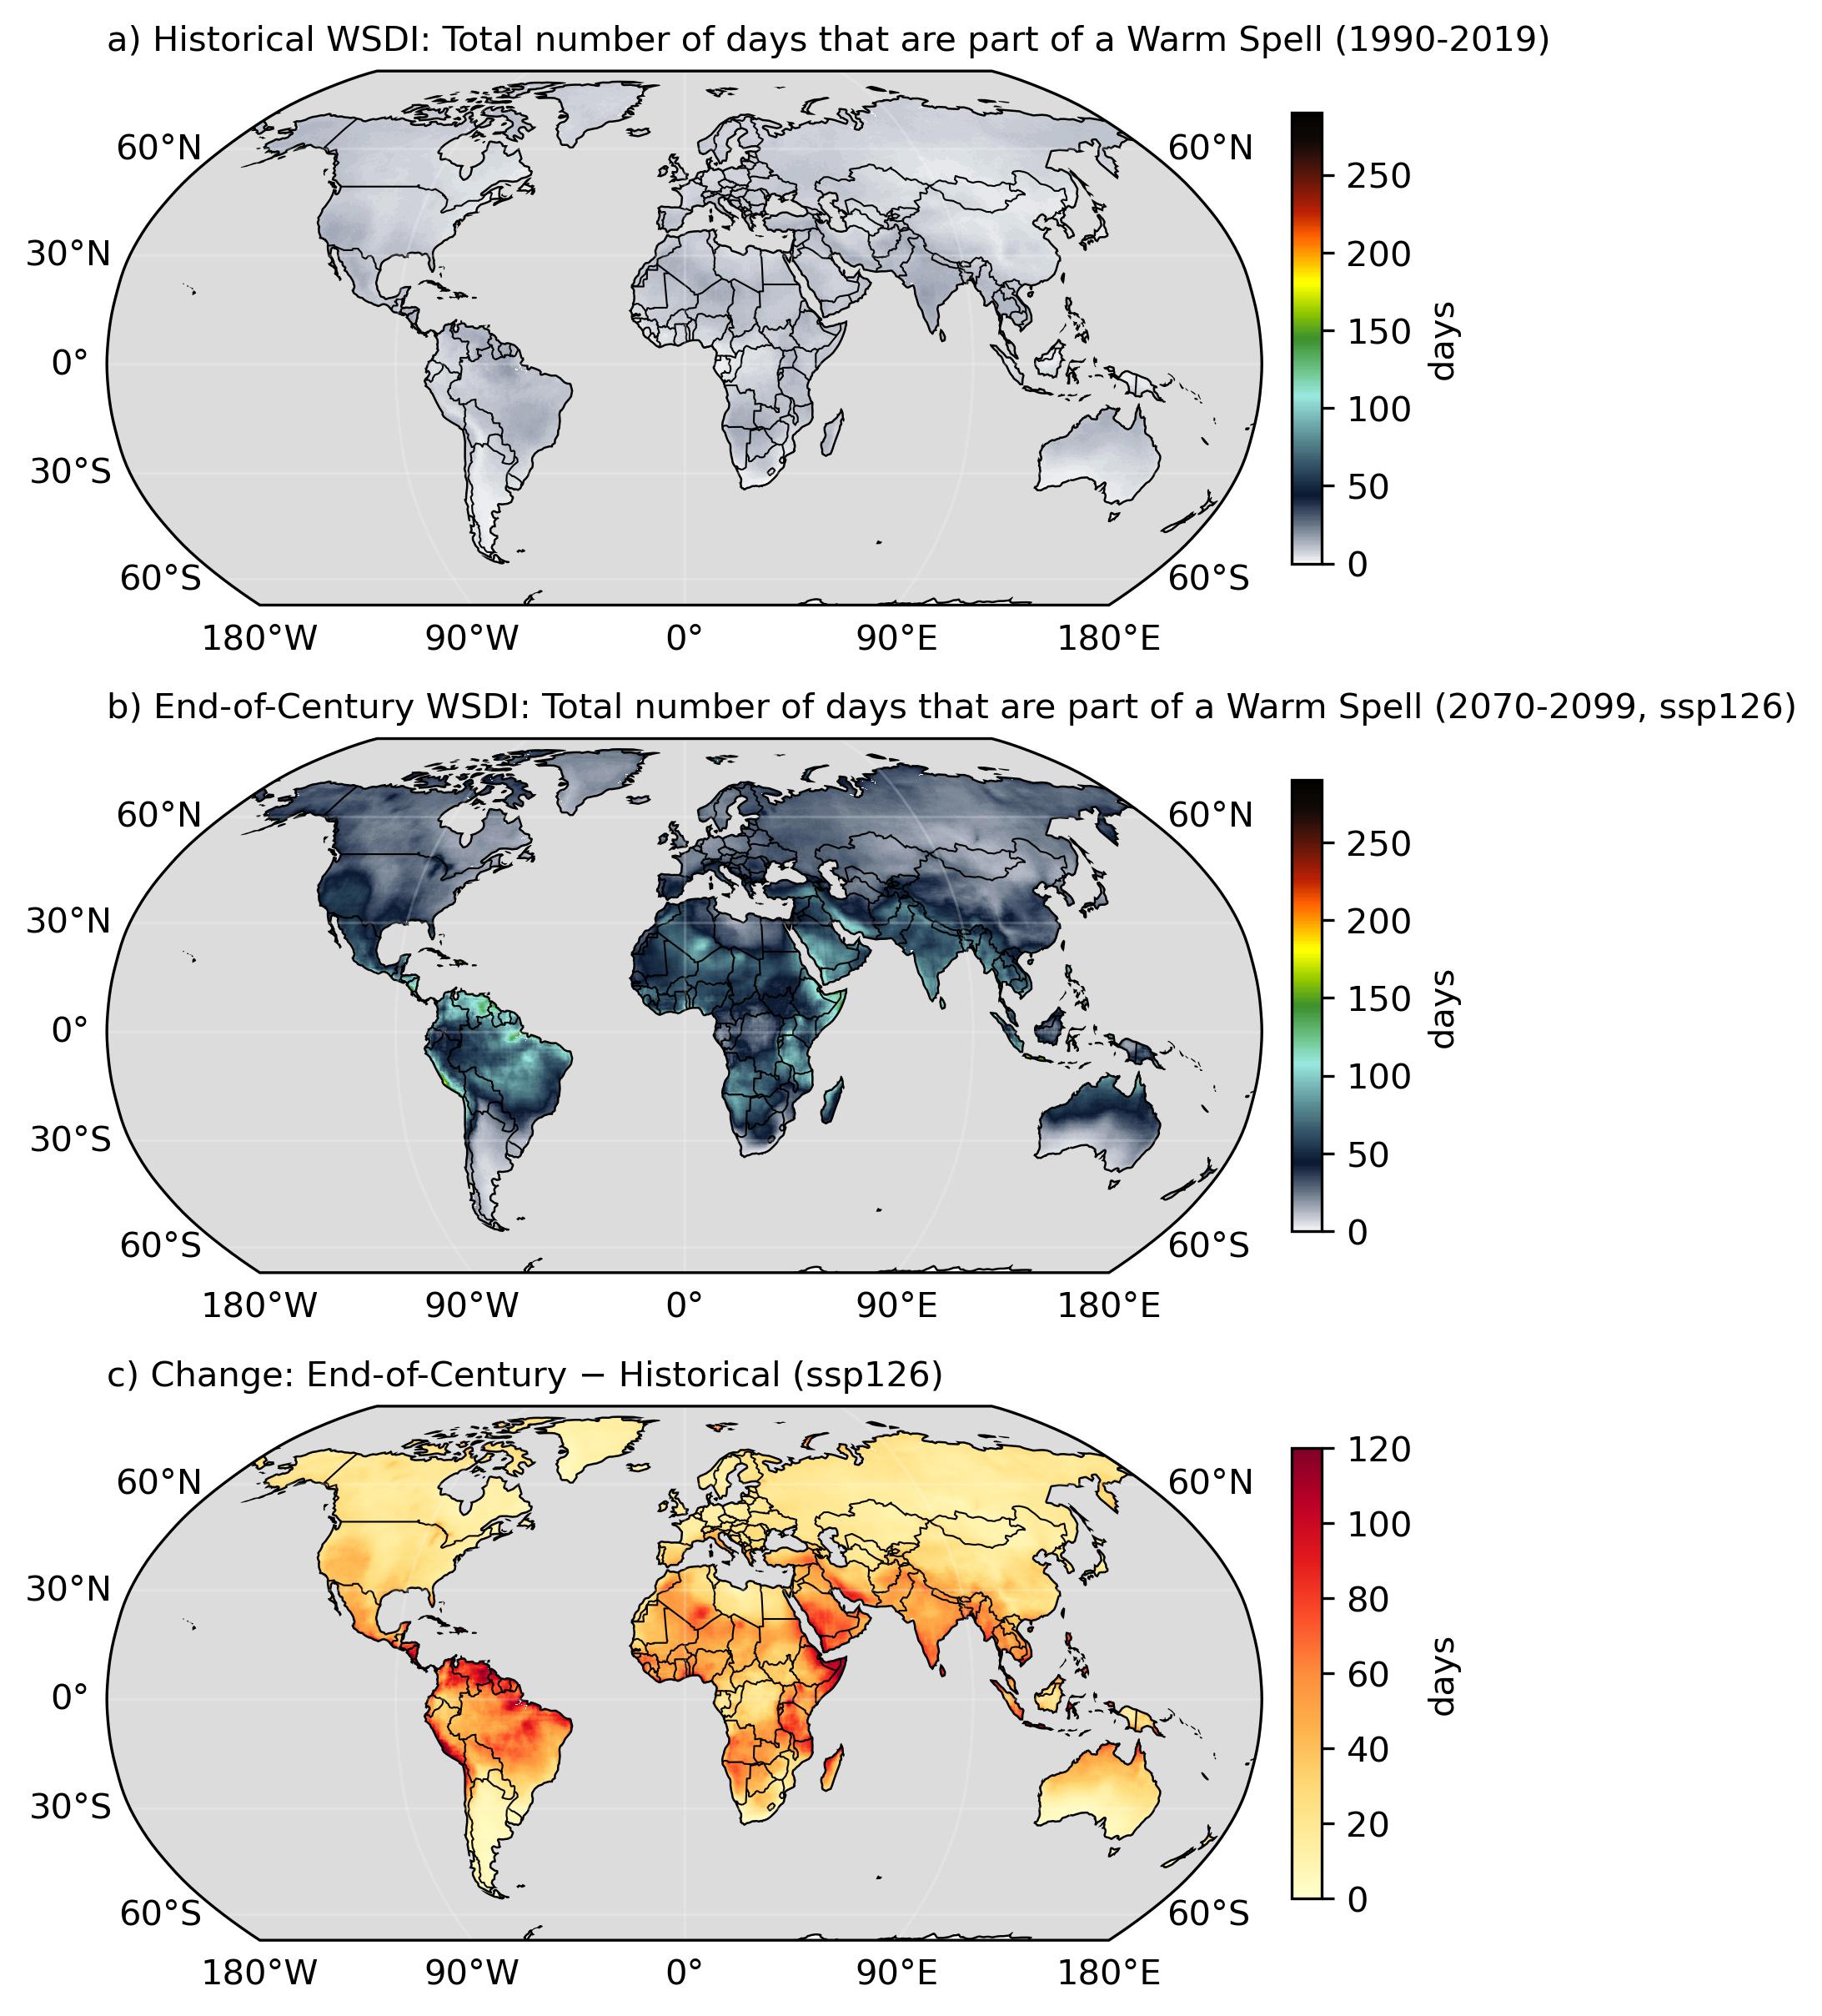 a) Historical WSDI: Total number of days that are part of a Warm Spell (1990-2019)
60°N
60°N
30°N
0°
30°S
60°S
60°S
180°W 90°W 0° 90°E 180°E
250
200
150
100
50
0
days
b) End-of-Century WSDI: Total number of days that are part of a Warm Spell (2070-2099, ssp126)
60°N
60°N
30°N
0°
30°S
60°S
60°S
180°W 90°W 0° 90°E 180°E
250
200
150
100
50
0
days
c) Change: End-of-Century − Historical (ssp126)
60°N
60°N
30°N
0°
30°S
60°S
60°S
180°W 90°W 0° 90°E 180°E
120
100
80
60
40
20
0
days